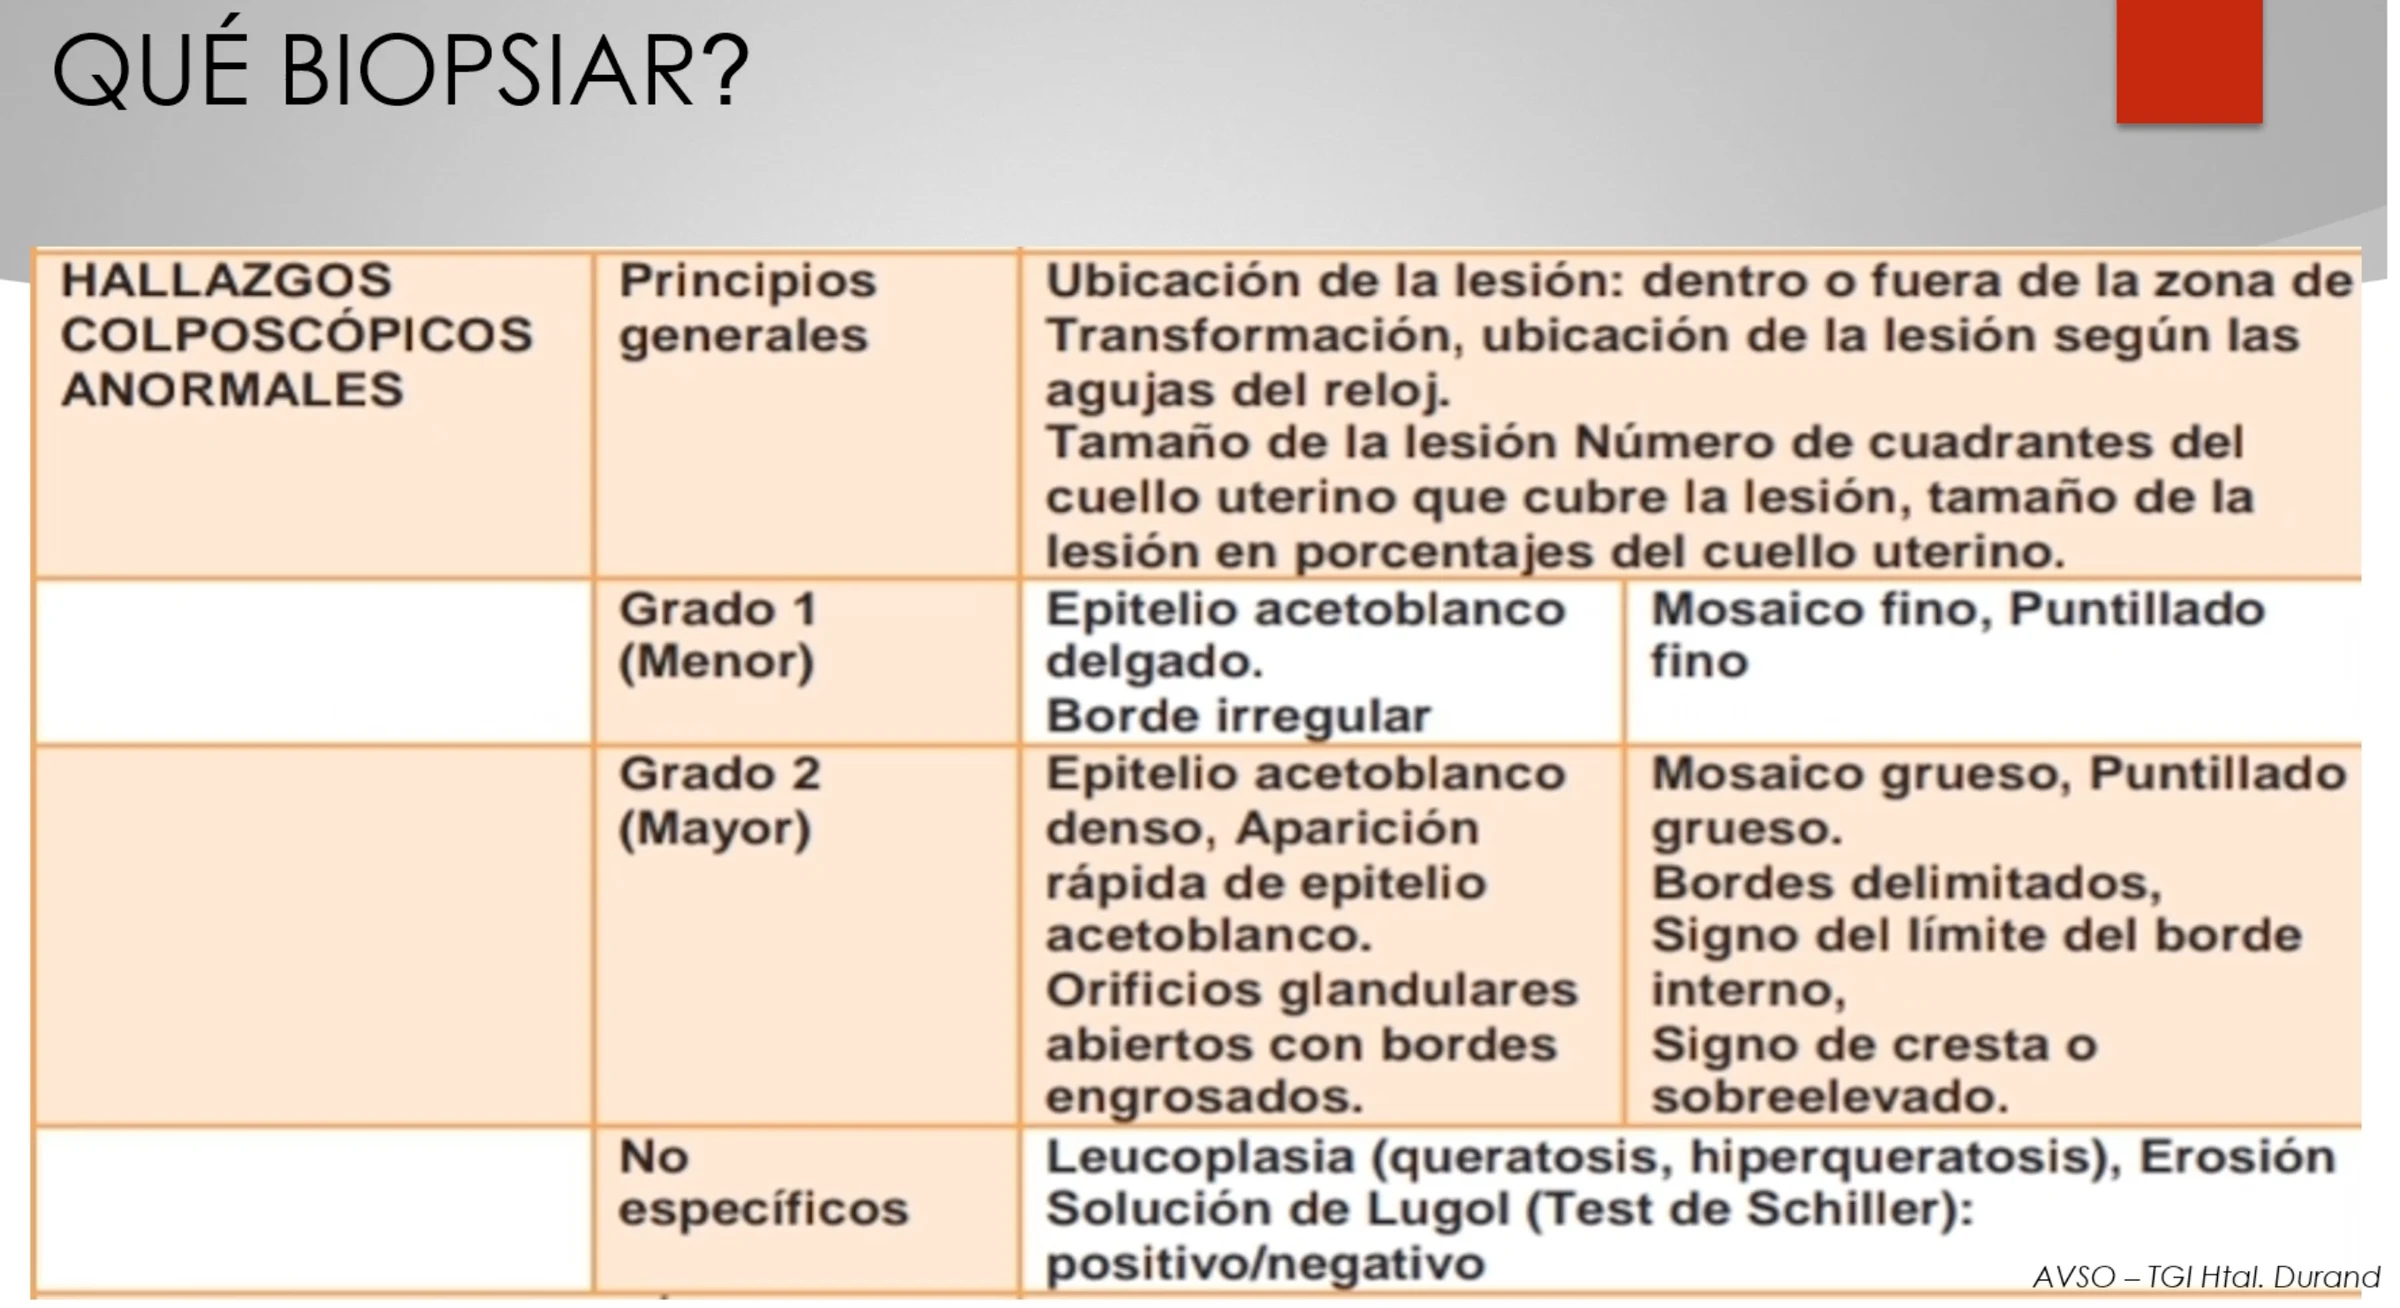 QUÉ BIOPSIAR?
HALLAZGOS
COLPOSCÓPICOS
ANORMALES
Principios
generales
Ubicación de la lesión: dentro o fuera de la zona de
Transformación, ubicación de la lesión según las
agujas del reloj.
Tamaño de la lesión Número de cuadrantes del
cuello uterino que cubre la lesión, tamaño de la
lesión en porcentajes del cuello uterino.
Grado 1
(Menor)
Epitelio acetoblanco
delgado.
Borde irregular
Mosaico fino, Puntillado
fino
Grado 2
(Mayor)
Epitelio acetoblanco
denso, Aparición
rápida de epitelio
acetoblanco.
Orificios glandulares
abiertos con bordes
engrosados.
Mosaico grueso, Puntillado
grueso.
Bordes delimitados,
Signo del límite del borde
interno,
Signo de cresta o
sobreelevado.
No
específicos
Leucoplasia (queratosis, hiperqueratosis), Erosión
Solución de Lugol (Test de Schiller):
positivo/negativo
AVSO – TGI Htal. Durand